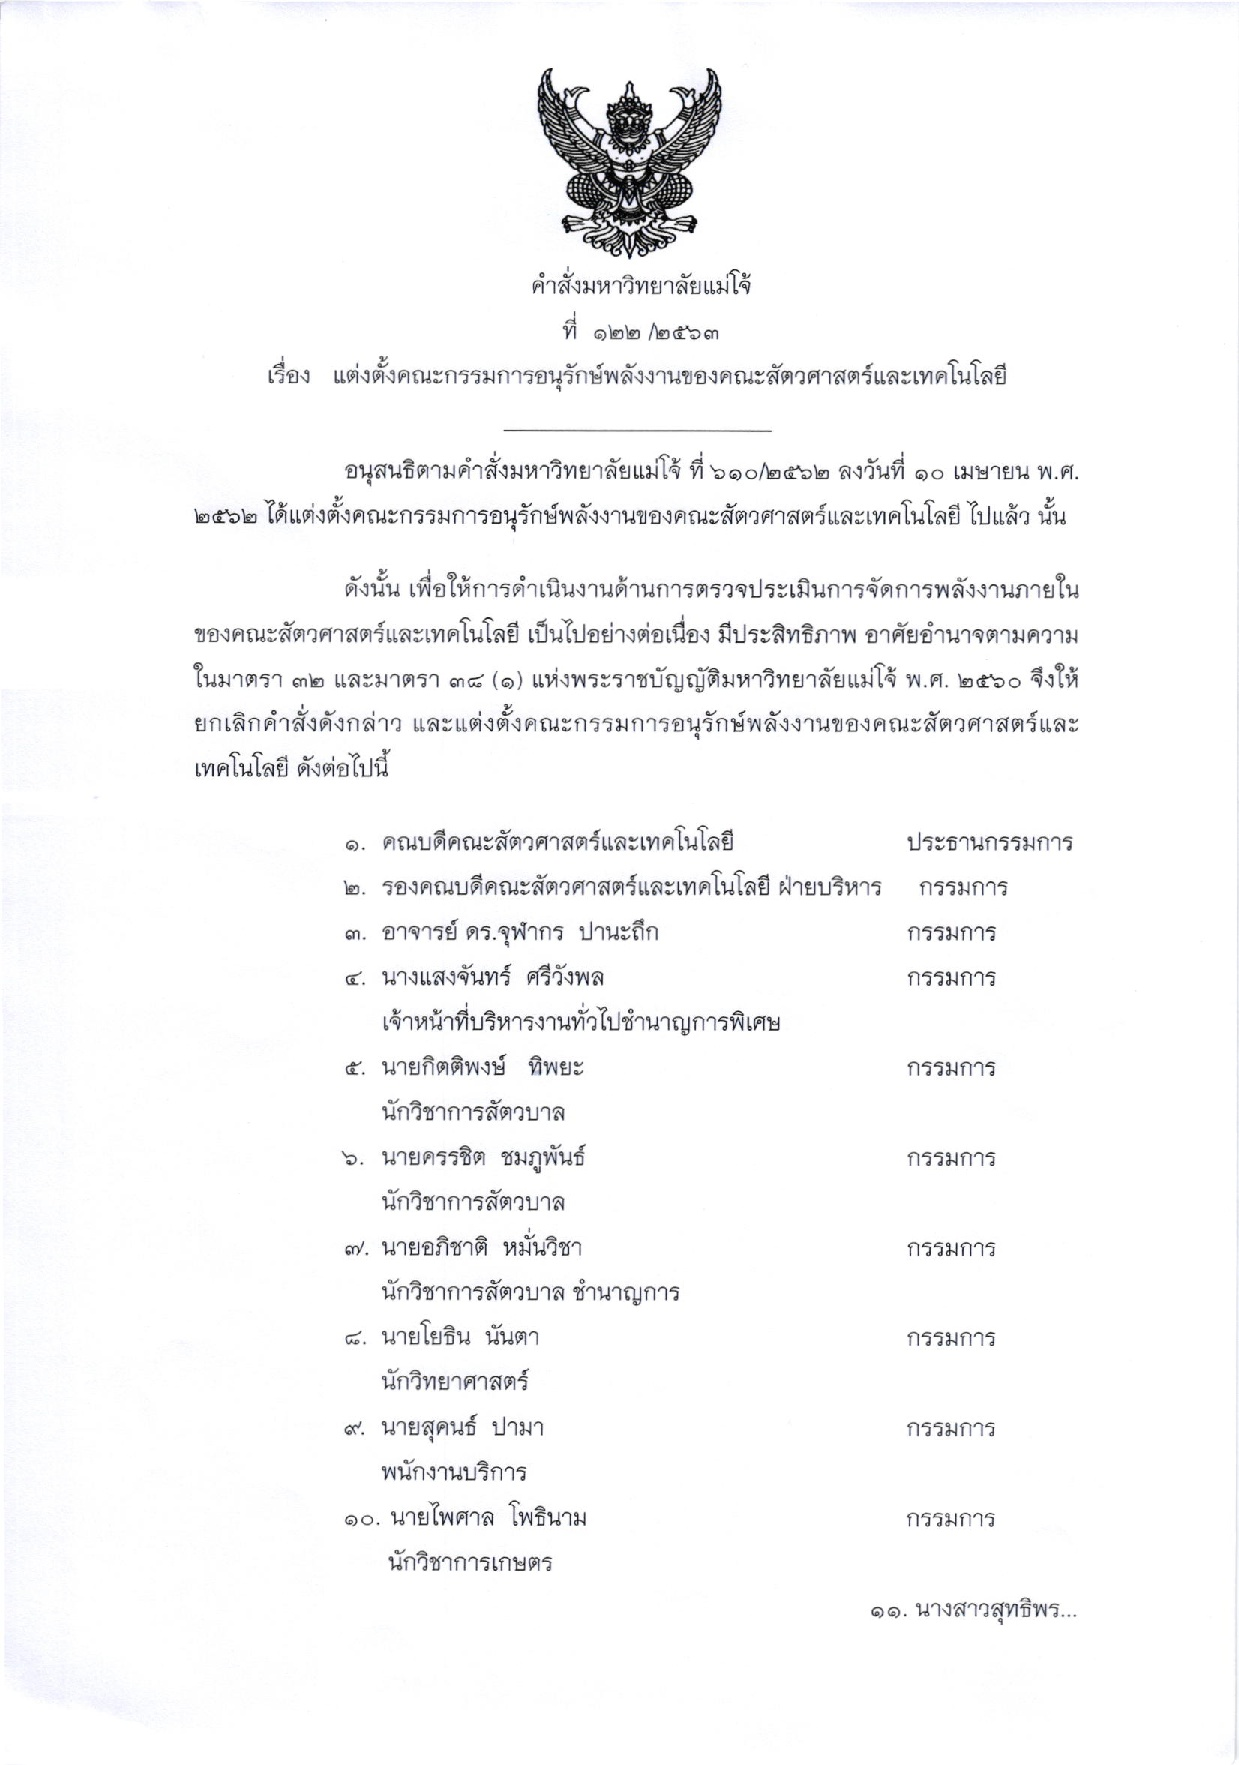 คำสั่งมหาวิทยาลัยแม่โจ้
ที่ ๑๒๒ /๒๕๖๓
เรื่อง แต่งตั้งคณะกรรมการอนุรักษ์พลังงานของคณะสัตวศาสตร์และเทคโนโลยี
อนุสนธิตามคำสั่งมหาวิทยาลัยแม่โจ้ ที่ ๖๑๐/๒๕๖๒ ลงวันที่ ๑๐ เมษายน พ.ศ.
๒๕๖๒ ได้แต่งตั้งคณะกรรมการอนุรักษ์พลังงานของคณะสัตวศาสตร์และเทคโนโลยี ไปแล้ว นั้น
ดังนั้น เพื่อให้การดำเนินงานด้านการตรวจประเมินการจัดการพลังงานภายใน
ของคณะสัตวศาสตร์และเทคโนโลยี เป็นไปอย่างต่อเนื่อง มีประสิทธิภาพ อาศัยอำนาจตามความ
ในมาตรา ๓๒ และมาตรา ๓๘ (๑) แห่งพระราชบัญญัติมหาวิทยาลัยแม่โจ้ พ.ศ. ๒๕๖๐ จึงให้
ยกเลิกคำสั่งดังกล่าว และแต่งตั้งคณะกรรมการอนุรักษ์พลังงานของคณะสัตวศาสตร์และ
เทคโนโลยี ดังต่อไปนี้
๑. คณบดีคณะสัตวศาสตร์และเทคโนโลยี ประธานกรรมการ
๒. รองคณบดีคณะสัตวศาสตร์และเทคโนโลยี ฝ่ายบริหาร กรรมการ
๓. อาจารย์ ดร.จุฬากร ปานะถึก กรรมการ
๔. นางแสงจันทร์ ศรีวังพล กรรมการ
เจ้าหน้าที่บริหารงานทั่วไปชำนาญการพิเศษ
๕. นายกิตติพงษ์ ทิพยะ กรรมการ
นักวิชาการสัตวบาล
๖. นายครรชิต ชมภูพันธ์ กรรมการ
นักวิชาการสัตวบาล
๗. นายอภิชาติ หมั่นวิชา กรรมการ
นักวิชาการสัตวบาล ชำนาญการ
๘. นายโยธิน นันตา กรรมการ
นักวิทยาศาสตร์
๙. นายสุคนธ์ ปามา กรรมการ
พนักงานบริการ
๑๐. นายไพศาล โพธินาม กรรมการ
นักวิชาการเกษตร
๑๑. นางสาวสุทธิพร...